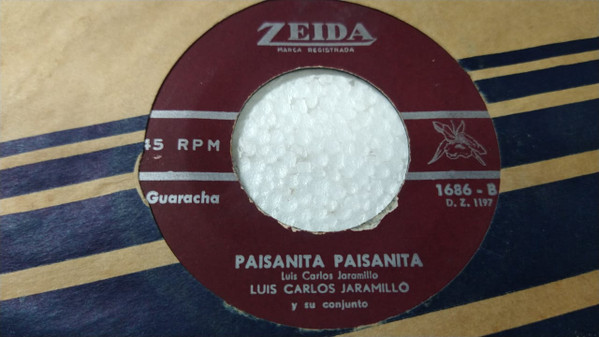 ZEIDA
MARCA REGISTRADA
45 RPM
Guaracha
1686 - B
D. Z. 1197
PAISANITA PAISANITA
Luis Carlos Jaramillo
LUIS CARLOS JARAMILLO
y su conjunto